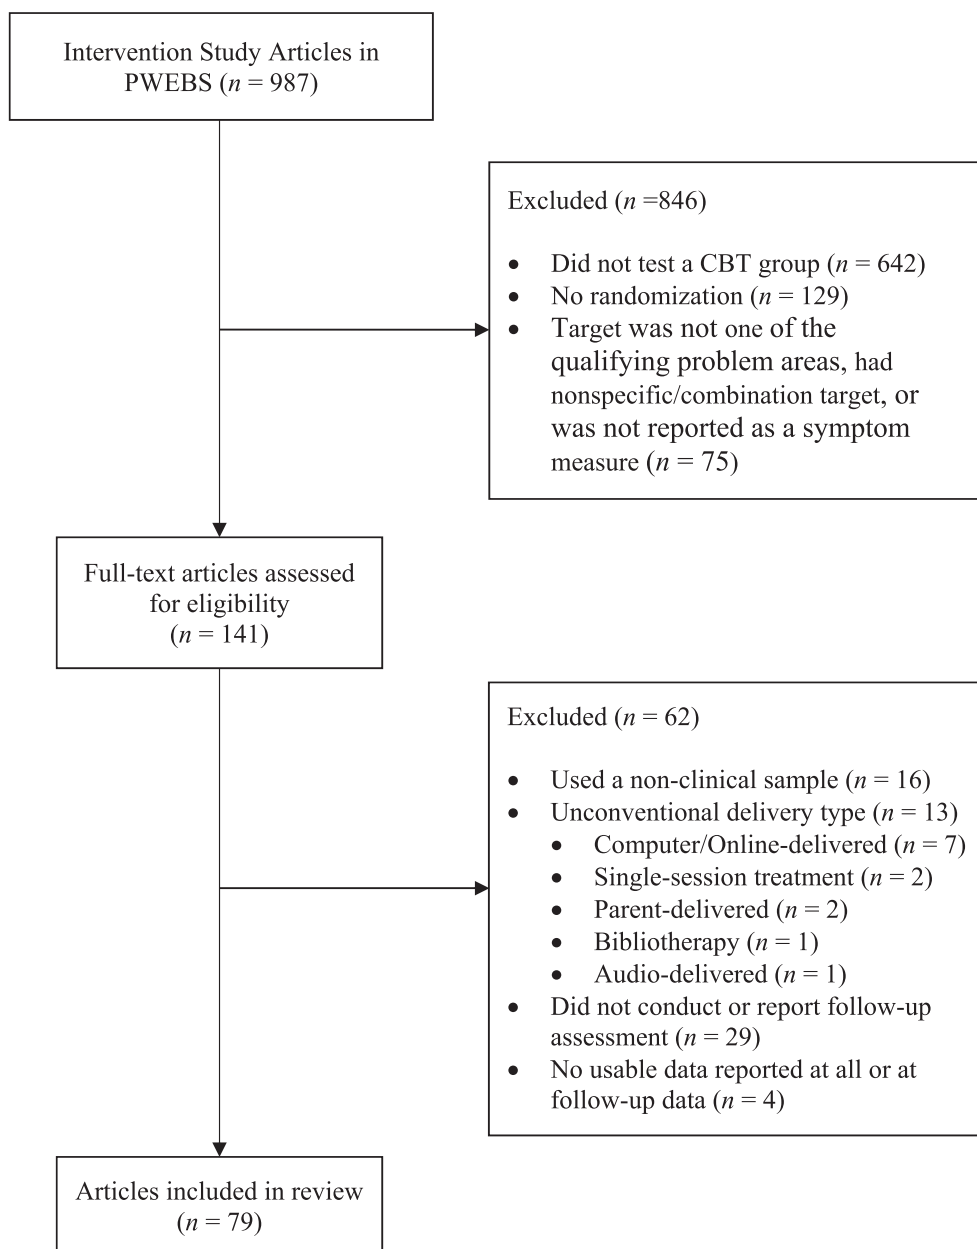 Intervention Study Articles in
PWEBS (n = 987)
Excluded (n =846)
• Did not test a CBT group (n = 642)
• No randomization (n = 129)
• Target was not one of the
qualifying problem areas, had
nonspecific/combination target, or
was not reported as a symptom
measure (n = 75)
Full-text articles assessed
for eligibility
(n = 141)
Excluded (n = 62)
• Used a non-clinical sample (n = 16)
• Unconventional delivery type (n = 13)
• Computer/Online-delivered (n = 7)
• Single-session treatment (n = 2)
• Parent-delivered (n = 2)
• Bibliotherapy (n = 1)
• Audio-delivered (n = 1)
• Did not conduct or report follow-up
assessment (n = 29)
• No usable data reported at all or at
follow-up data (n = 4)
Articles included in review
(n = 79)